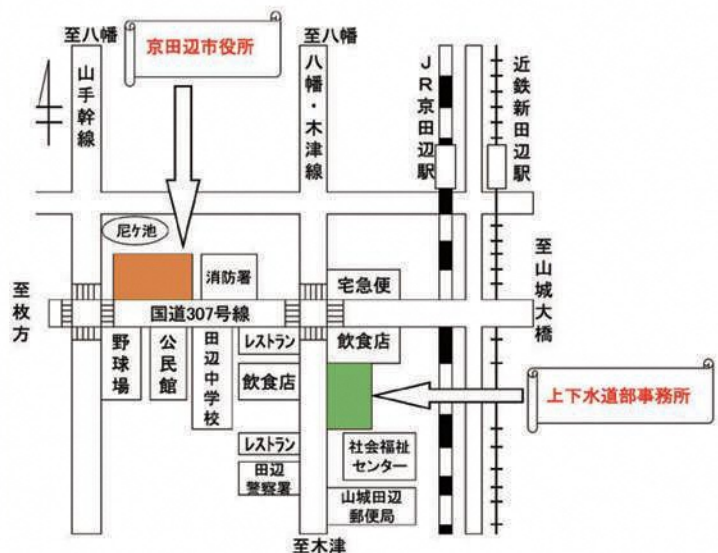 至八幡
京田辺市役所
至八幡
山手幹線
八幡・木津線
JR京田辺駅
近鉄新田辺駅
尼ケ池
消防署
宅急便
至枚方
国道307号線
至山城大橋
野球場
公民館
田辺中学校
レストラン
飲食店
飲食店
上下水道部事務所
レストラン
社会福祉
センター
田辺
警察署
山城田辺
郵便局
至木津